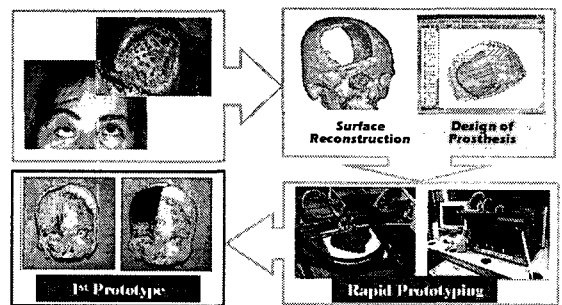 Surface
Reconstruction
Design of
Prosthesis
1st Prototype
Rapid Prototyping